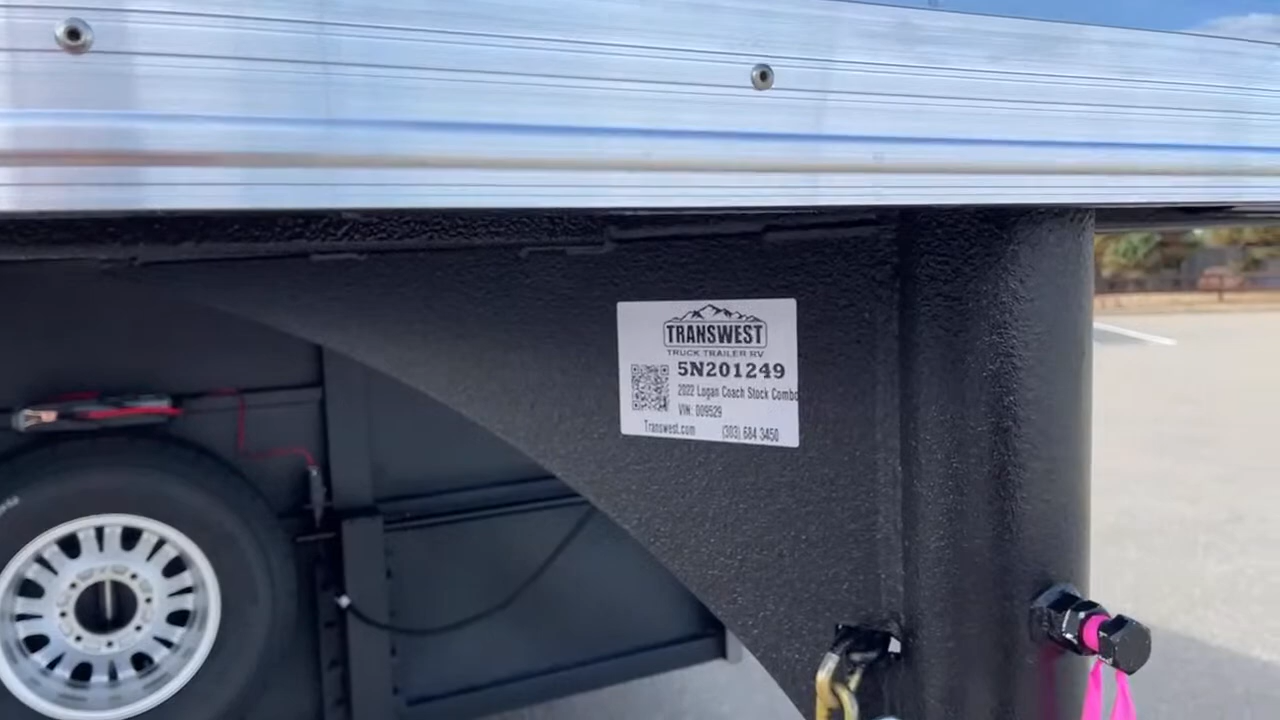 TRANSWEST
TRUCK TRAILER RV
5N201249
2022 Logan Coach Stock Combo
VIN: 009529
Transwest.com (303) 684 3450